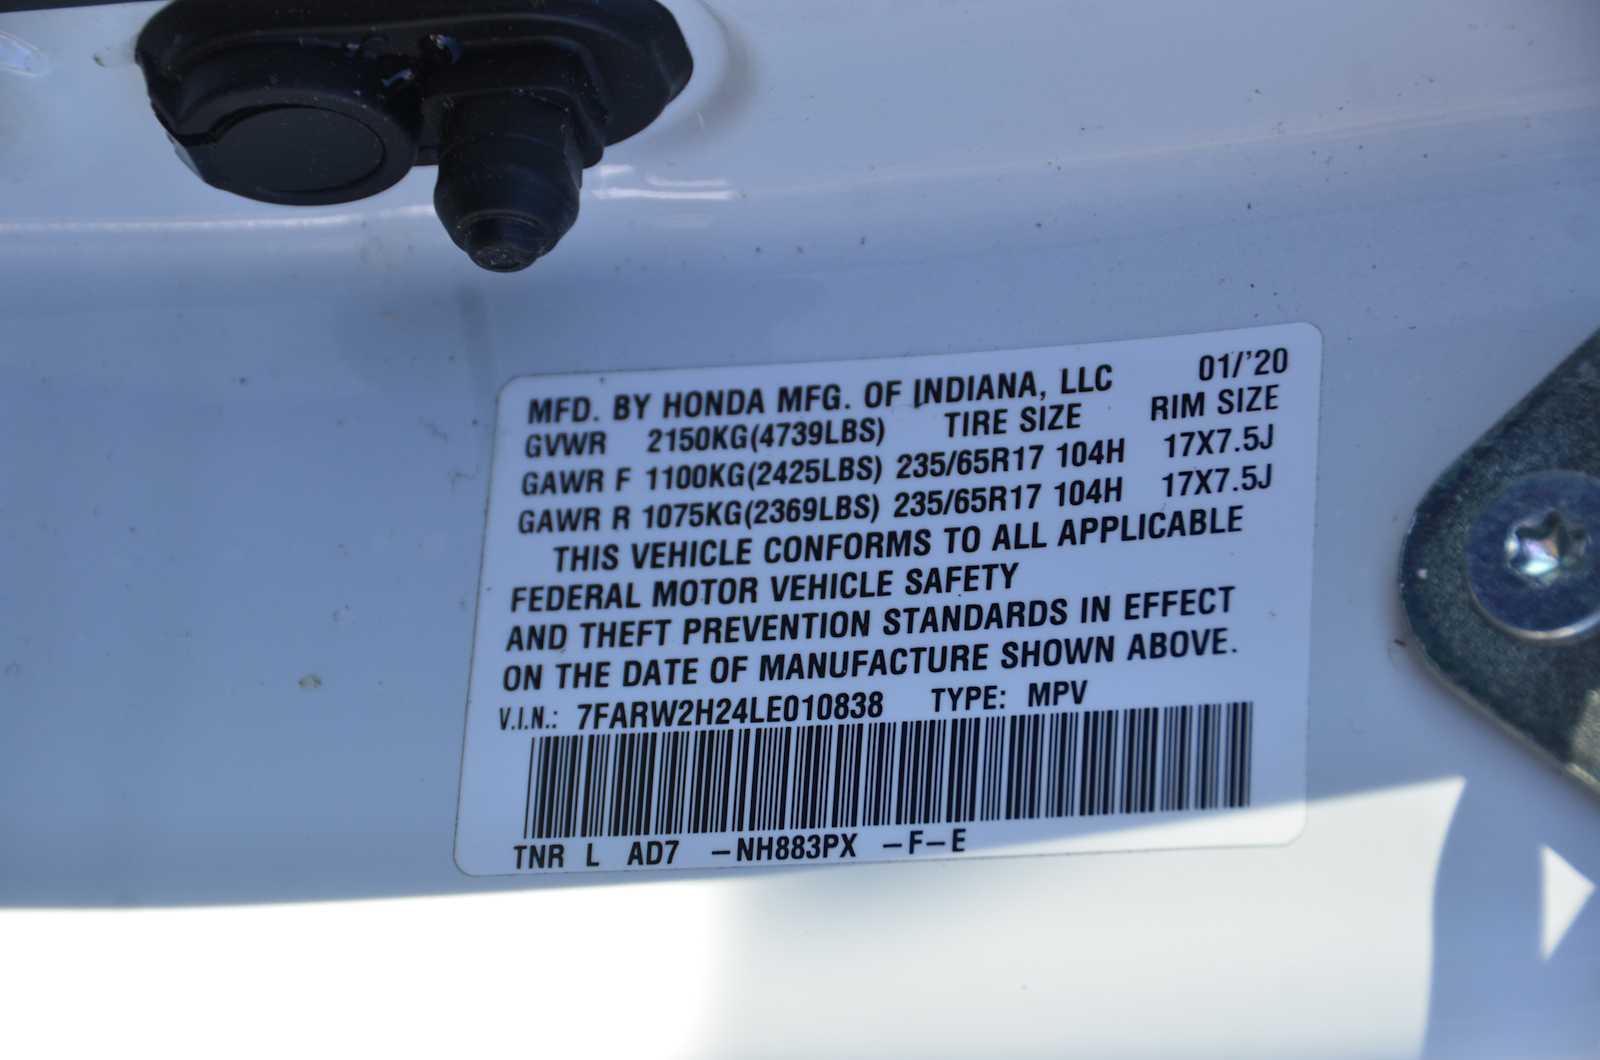 MFD. BY HONDA MFG. OF INDIANA, LLC 01/'20
GVWR 2150KG(4739LBS) TIRE SIZE RIM SIZE
GAWR F 1100KG(2425LBS) 235/65R17 104H 17X7.5J
GAWR R 1075KG(2369LBS) 235/65R17 104H 17X7.5J
THIS VEHICLE CONFORMS TO ALL APPLICABLE
FEDERAL MOTOR VEHICLE SAFETY
AND THEFT PREVENTION STANDARDS IN EFFECT
ON THE DATE OF MANUFACTURE SHOWN ABOVE.
V.I.N.: 7FARW2H24LE010838 TYPE: MPV
TNR L AD7 -NH883PX -F-E